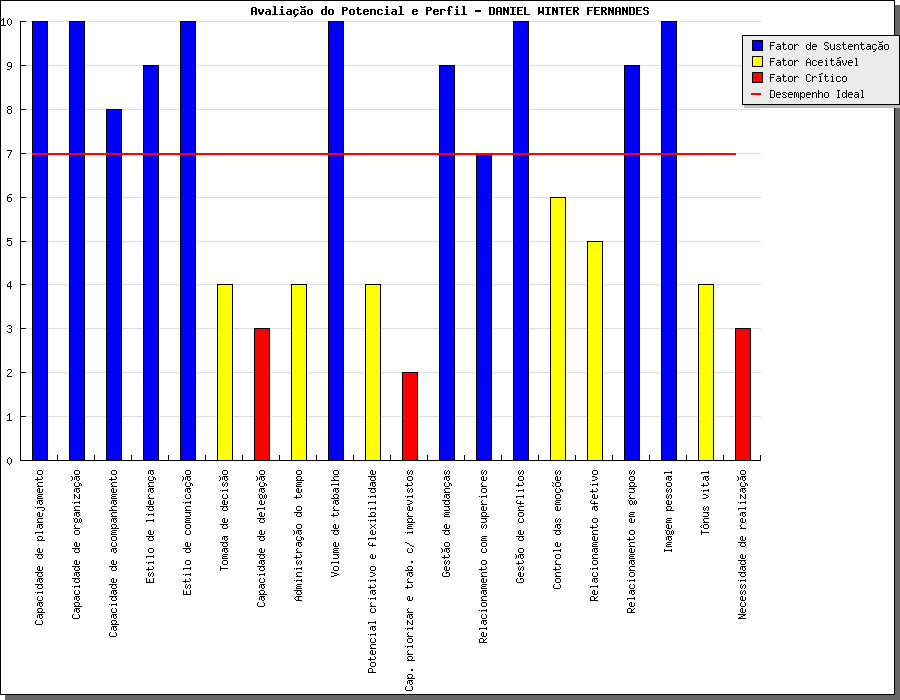 Avaliação do Potencial e Perfil - DANIEL WINTER FERNANDES
Fator de Sustentação
Fator Aceitável
Fator Crítico
Desempenho Ideal
10
9
8
7
6
5
4
3
2
1
0
Capacidade de planejamento
Capacidade de organização
Capacidade de acompanhamento
Estilo de liderança
Estilo de comunicação
Tomada de decisão
Capacidade de delegação
Administração do tempo
Volume de trabalho
Potencial criativo e flexibilidade
Cap. priorizar e trab. c/ imprevistos
Gestão de mudanças
Relacionamento com superiores
Gestão de conflitos
Controle das emoções
Relacionamento afetivo
Relacionamento em grupos
Imagem pessoal
Tônus vital
Necessidade de realização